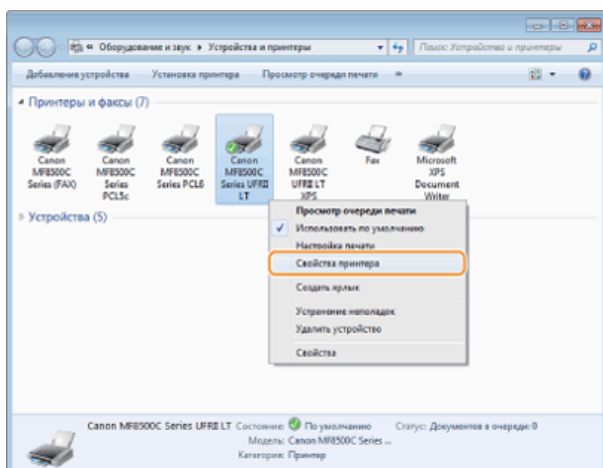 « Оборудование и звук ▸ Устройства и принтеры
Поиск: Устройства и принтеры
Добавление устройства Установка принтера Просмотр очереди печати »
Принтеры и факсы (7)
Canon MF8500C Series (FAX)
Canon MF8500C Series PCL5c
Canon MF8500C Series PCL6
Canon MF8500C Series UFRII LT
Canon MF8500C UFRII LT XPS
Fax
Microsoft XPS Document Writer
Устройства (5)
Просмотр очереди печати
Использовать по умолчанию
Настройка печати
Свойства принтера
Создать ярлык
Устранение неполадок
Удалить устройство
Свойства
Canon MF8500C Series UFRII LT Состояние: По умолчанию Статус: Документов в очереди: 0
Модель: Canon MF8500C Series ...
Категория: Принтер